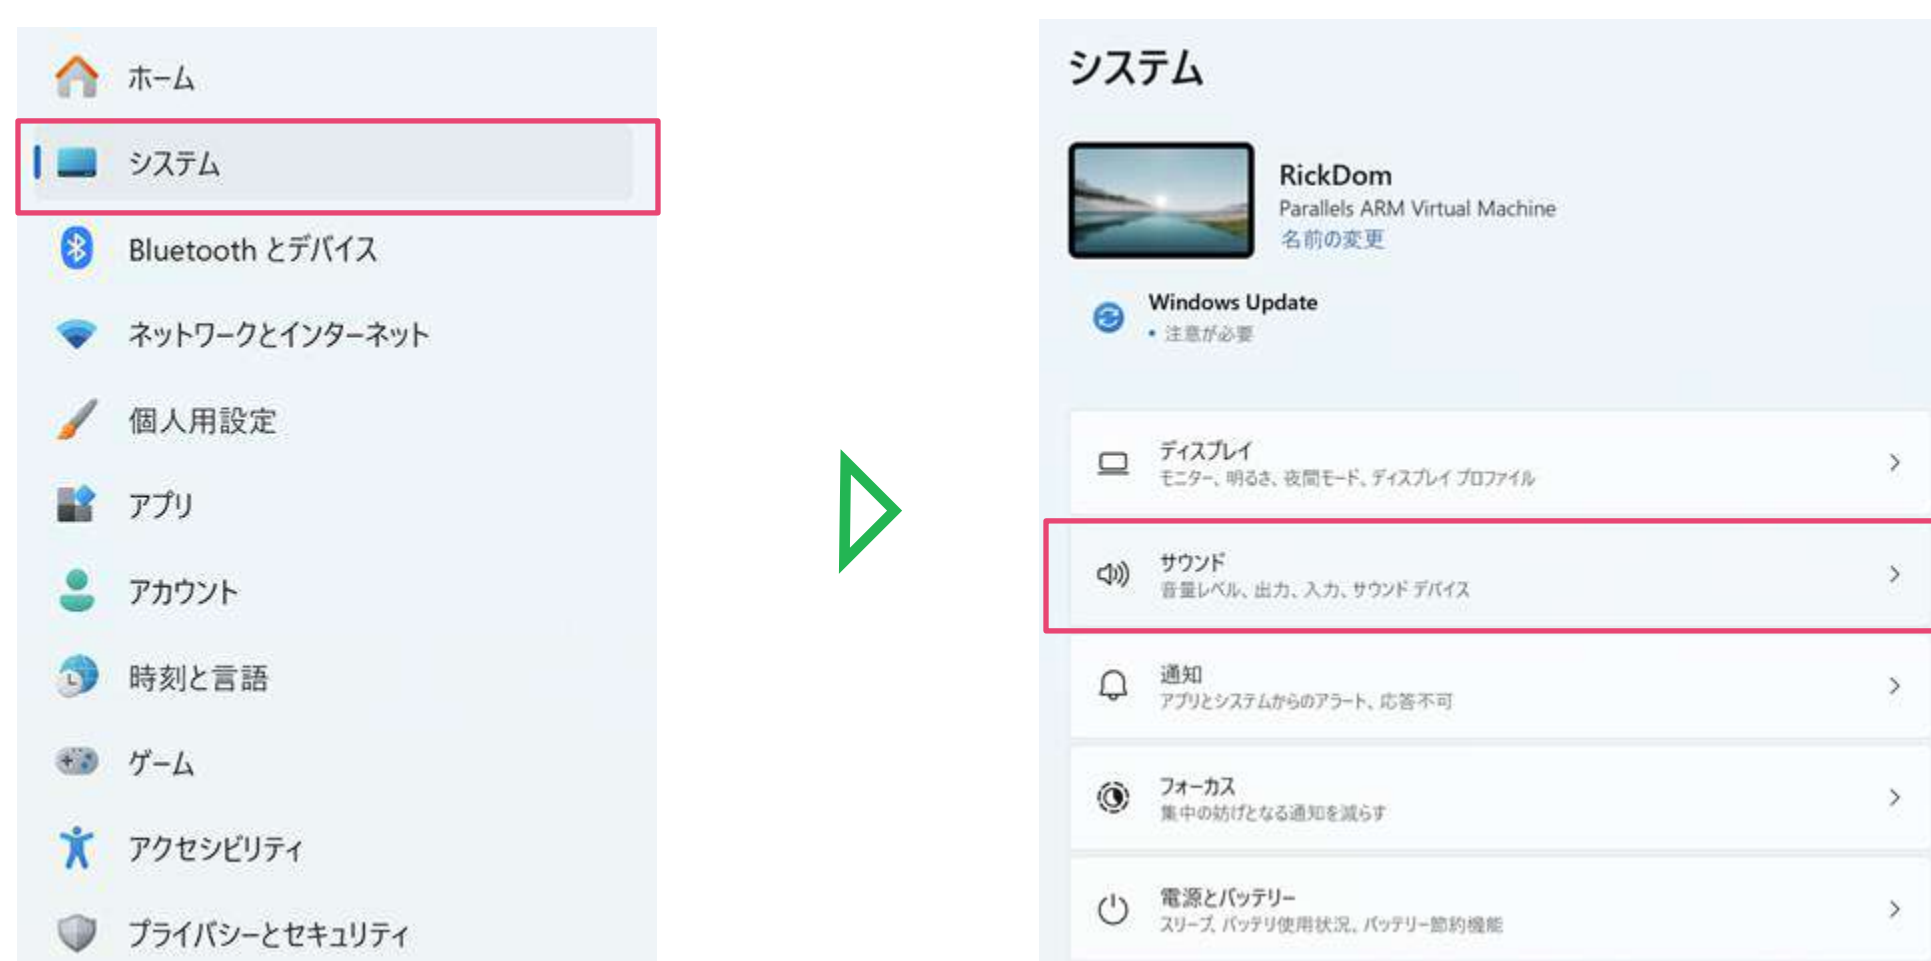 ホーム
システム
Bluetooth とデバイス
ネットワークとインターネット
個人用設定
アプリ
アカウント
時刻と言語
ゲーム
アクセシビリティ
プライバシーとセキュリティ
システム
RickDom
Parallels ARM Virtual Machine
名前の変更
Windows Update
• 注意が必要
ディスプレイ
モニター、明るさ、夜間モード、ディスプレイ プロファイル
サウンド
音量レベル、出力、入力、サウンド デバイス
通知
アプリとシステムからのアラート、応答不可
フォーカス
集中の妨げとなる通知を減らす
電源とバッテリー
スリープ、バッテリ使用状況、バッテリー節約機能